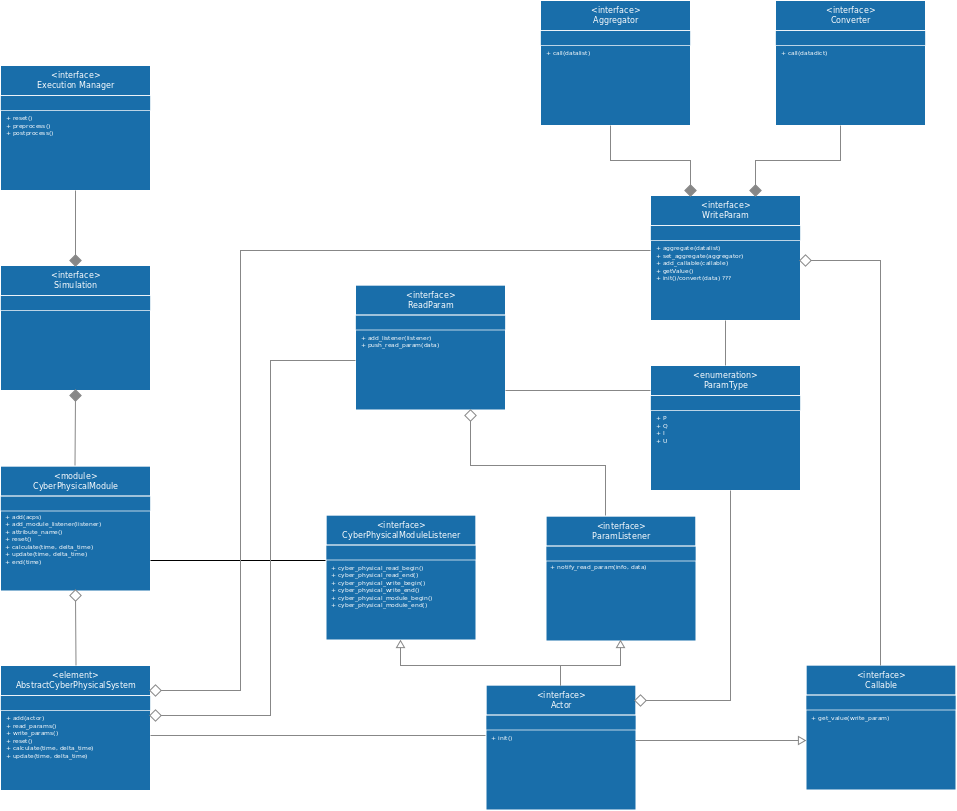 <interface>
Aggregator
+ call(datalist)
<interface>
Converter
+ call(datadict)
<interface>
Execution Manager
+ reset()
+ preprocess()
+ postprocess()
<interface>
WriteParam
+ aggregate(datalist)
+ set_aggregate(aggregator)
+ add_callable(callable)
+ getValue()
+ init()/convert(data) ???
<interface>
Simulation
<interface>
ReadParam
+ add_listener(listener)
+ push_read_param(data)
<enumeration>
ParamType
+ P
+ Q
+ I
+ U
<module>
CyberPhysicalModule
+ add(acps)
+ add_module_listener(listener)
+ attribute_name()
+ reset()
+ calculate(time, delta_time)
+ update(time, delta_time)
+ end(time)
<interface>
CyberPhysicalModuleListener
+ cyber_physical_read_begin()
+ cyber_physical_read_end()
+ cyber_physical_write_begin()
+ cyber_physical_write_end()
+ cyber_physical_module_begin()
+ cyber_physical_module_end()
<interface>
ParamListener
+ notify_read_param(info, data)
<element>
AbstractCyberPhysicalSystem
+ add(actor)
+ read_params()
+ write_params()
+ reset()
+ calculate(time, delta_time)
+ update(time, delta_time)
<interface>
Actor
+ init()
<interface>
Callable
+ get_value(write_param)